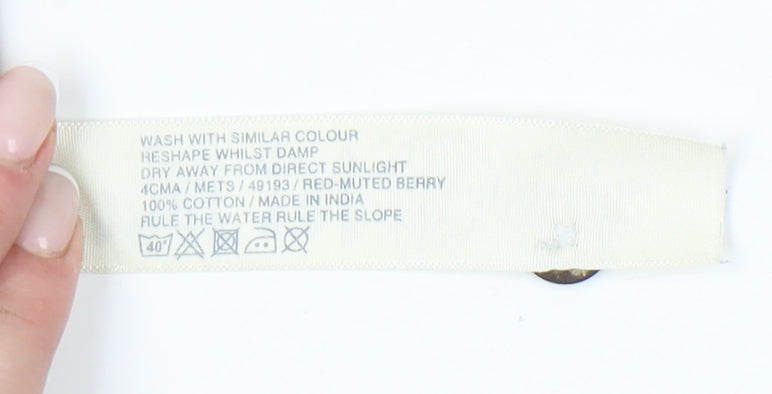 WASH WITH SIMILAR COLOUR
RESHAPE WHILST DAMP
DRY AWAY FROM DIRECT SUNLIGHT
4CMA / METS / 49193 / RED-MUTED BERRY
100% COTTON / MADE IN INDIA
RULE THE WATER RULE THE SLOPE
40°